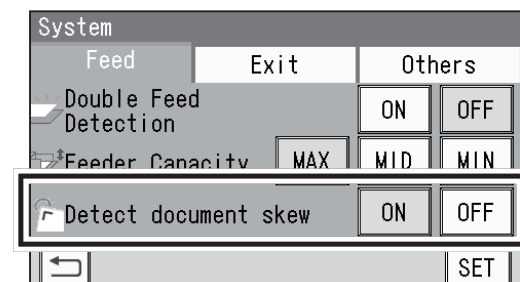 System
Feed Exit Others
Double Feed
Detection ON OFF
Feeder Capacity MAX MID MIN
Detect document skew ON OFF
SET